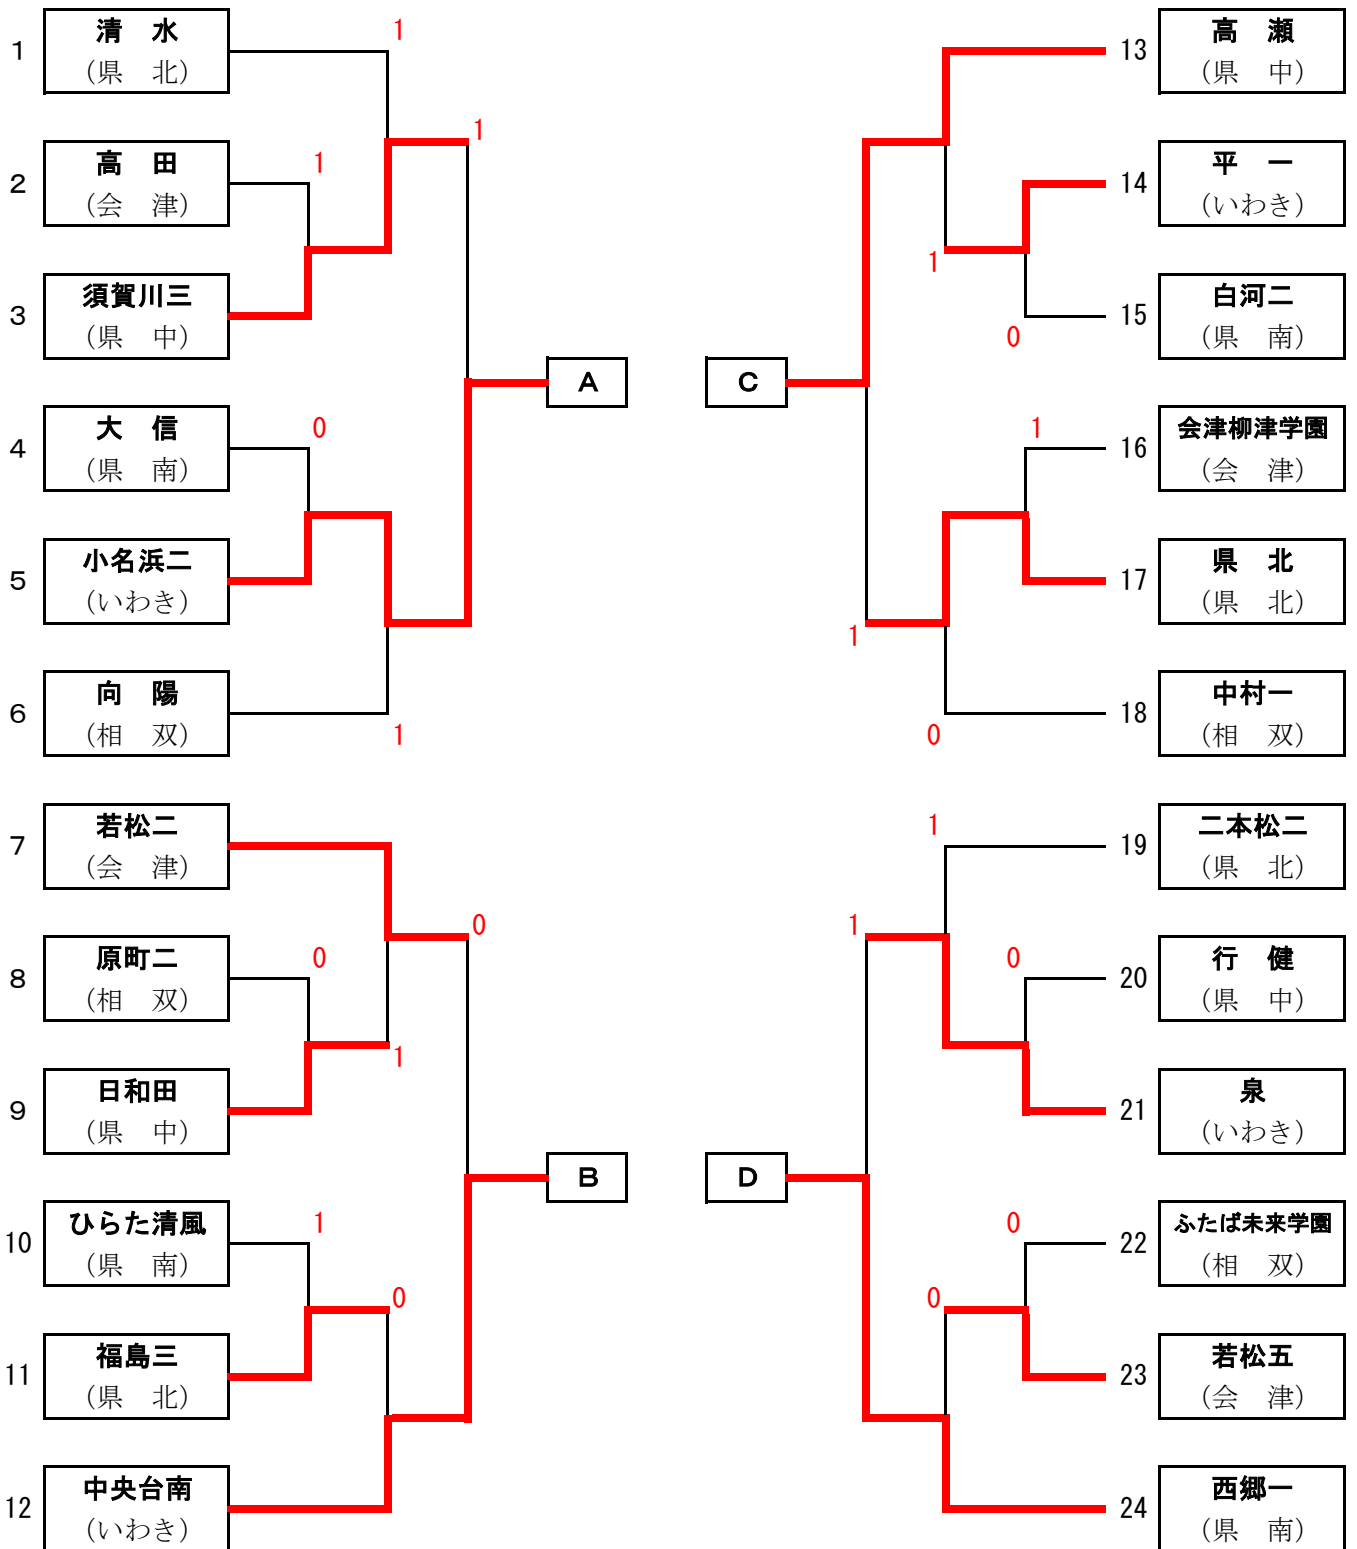 1
清　水
（県　北）
1
2
高　田
（会　津）
1
1
3
須賀川三
（県　中）
A
4
大　信
（県　南）
0
5
小名浜二
（いわき）
6
向　陽
（相　双）
1
7
若松二
（会　津）
0
8
原町二
（相　双）
0
9
日和田
（県　中）
1
B
10
ひらた清風
（県　南）
1
0
11
福島三
（県　北）
12
中央台南
（いわき）
13
高　瀬
（県　中）
14
平　一
（いわき）
1
15
白河二
（県　南）
0
C
16
会津柳津学園
（会　津）
1
17
県　北
（県　北）
1
18
中村一
（相　双）
0
19
二本松二
（県　北）
1
1
20
行　健
（県　中）
0
21
泉
（いわき）
D
22
ふたば未来学園
（相　双）
0
0
23
若松五
（会　津）
24
西郷一
（県　南）